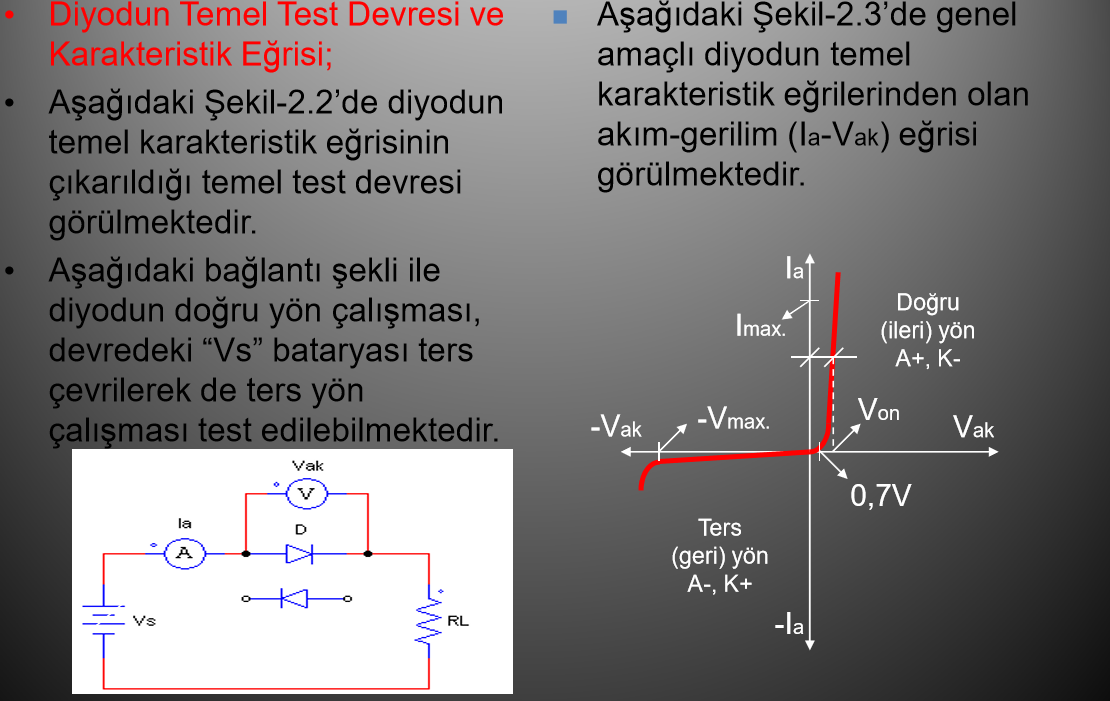 • Diyodun Temel Test Devresi ve
Karakteristik Eğrisi;
• Aşağıdaki Şekil-2.2’de diyodun
temel karakteristik eğrisinin
çıkarıldığı temel test devresi
görülmektedir.
• Aşağıdaki bağlantı şekli ile
diyodun doğru yön çalışması,
devredeki “Vs” bataryası ters
çevrilerek de ters yön
çalışması test edilebilmektedir.
Vak
V
Ia
A
D
Vs
RL
Aşağıdaki Şekil-2.3’de genel
amaçlı diyodun temel
karakteristik eğrilerinden olan
akım-gerilim (Ia-Vak) eğrisi
görülmektedir.
Ia
Imax.
Doğru
(ileri) yön
A+, K-
-Vak
-Vmax.
Von
Vak
0,7V
Ters
(geri) yön
A-, K+
-Ia